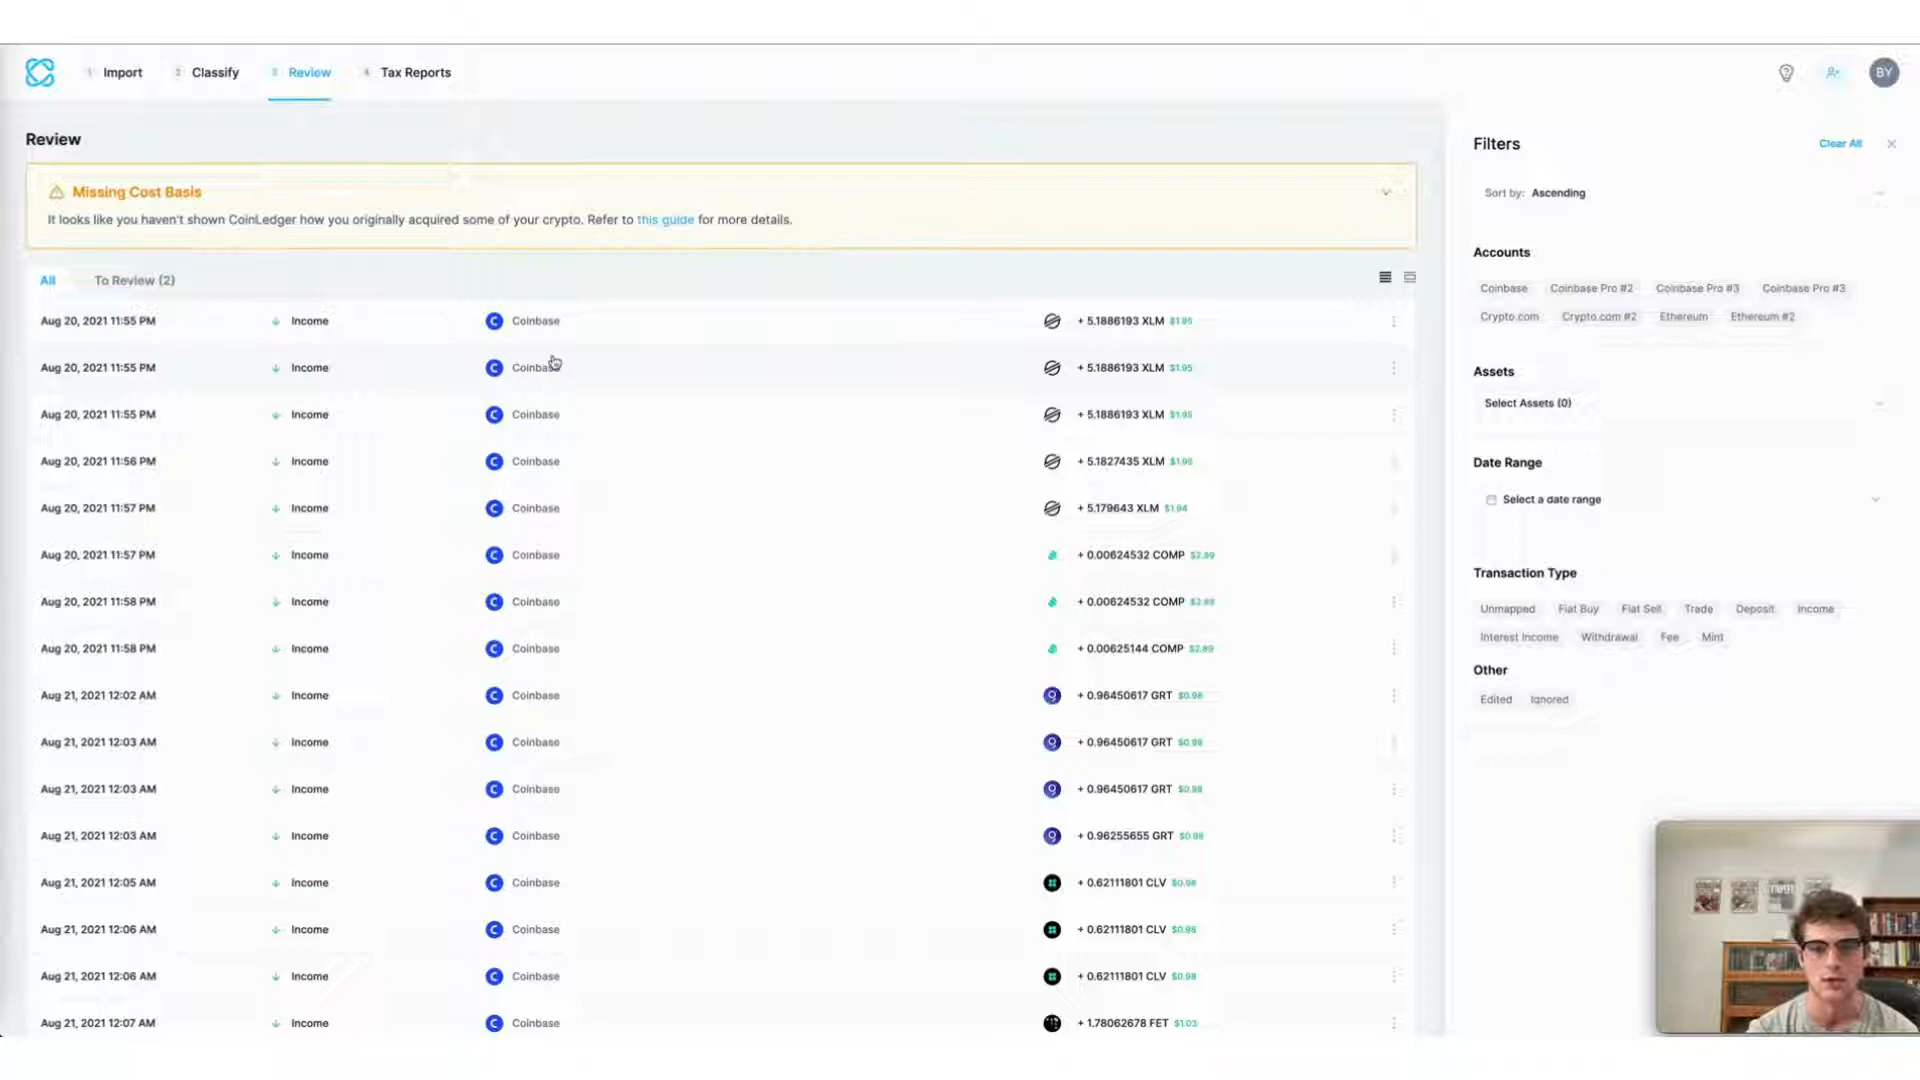 1 Import 2 Classify 3 Review 4 Tax Reports BY
Review
Missing Cost Basis
It looks like you haven't shown CoinLedger how you originally acquired some of your crypto. Refer to this guide for more details.
All To Review (2)
Aug 20, 2021 11:55 PM Income Coinbase + 5.1886193 XLM $1.95
Aug 20, 2021 11:55 PM Income Coinbase + 5.1886193 XLM $1.95
Aug 20, 2021 11:55 PM Income Coinbase + 5.1886193 XLM $1.95
Aug 20, 2021 11:56 PM Income Coinbase + 5.1827435 XLM $1.95
Aug 20, 2021 11:57 PM Income Coinbase + 5.179643 XLM $1.94
Aug 20, 2021 11:57 PM Income Coinbase + 0.00624532 COMP $2.89
Aug 20, 2021 11:58 PM Income Coinbase + 0.00624532 COMP
Aug 20, 2021 11:58 PM Income Coinbase + 0.00625144 COMP $2.89
Aug 21, 2021 12:02 AM Income Coinbase + 0.96450617 GRT $0.98
Aug 21, 2021 12:03 AM Income Coinbase + 0.96450617 GRT $0.98
Aug 21, 2021 12:03 AM Income Coinbase + 0.96450617 GRT $0.98
Aug 21, 2021 12:03 AM Income Coinbase + 0.96255655 GRT $0.98
Aug 21, 2021 12:05 AM Income Coinbase + 0.62111801 CLV $0.98
Aug 21, 2021 12:06 AM Income Coinbase + 0.62111801 CLV $0.98
Aug 21, 2021 12:06 AM Income Coinbase + 0.62111801 CLV $0.98
Aug 21, 2021 12:07 AM Income Coinbase + 1.78062678 FET $1.03
Filters Clear All
Sort by: Ascending
Accounts
Coinbase Coinbase Pro #2 Coinbase Pro #3 Coinbase Pro #3
Crypto.com Crypto.com #2 Ethereum Ethereum #2
Assets
Select Assets (0)
Date Range
Select a date range
Transaction Type
Unmapped Fiat Buy Fiat Sell Trade Deposit Income
Interest Income Withdrawal Fee Mint
Other
Edited Ignored